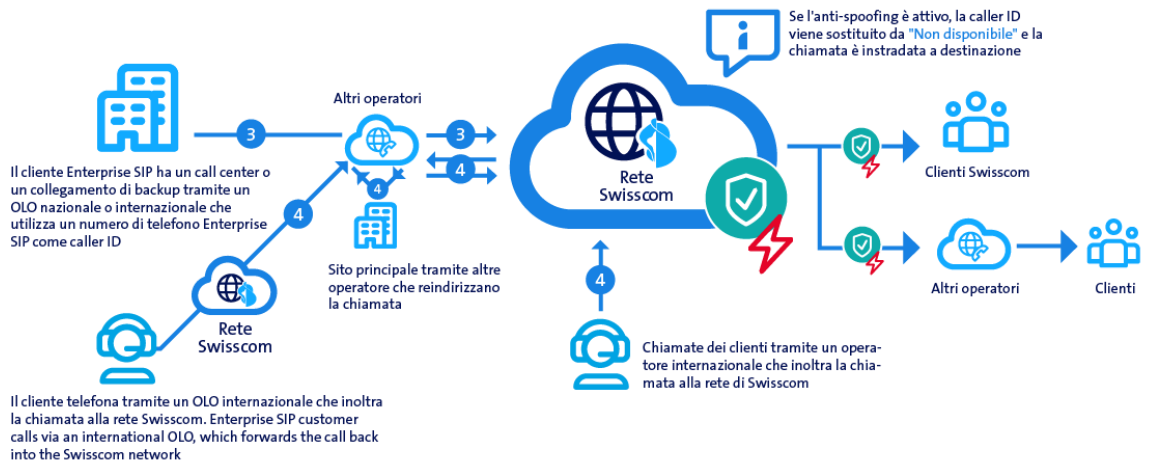 Se l'anti-spoofing è attivo, la caller ID
viene sostituito da "Non disponibile" e la
chiamata è instradata a destinazione
Altri operatori
3
3
4
4
4
Il cliente Enterprise SIP ha un call center o
un collegamento di backup tramite un
OLO nazionale o internazionale che
utilizza un numero di telefono Enterprise
SIP come caller ID
Rete
Swisscom
Clienti Swisscom
Sito principale tramite altre
operatore che reindirizzano
la chiamata
4
Altri operatori
Clienti
Rete
Swisscom
Chiamate dei clienti tramite un opera-
tore internazionale che inoltra la chia-
mata alla rete di Swisscom
Il cliente telefona tramite un OLO internazionale che inoltra
la chiamata alla rete Swisscom. Enterprise SIP customer
calls via an international OLO, which forwards the call back
into the Swisscom network